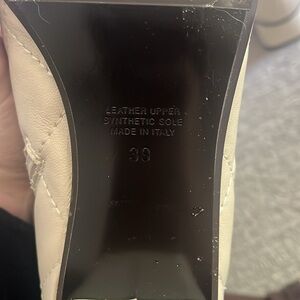 LEATHER UPPER
SYNTHETIC SOLE
MADE IN ITALY
39